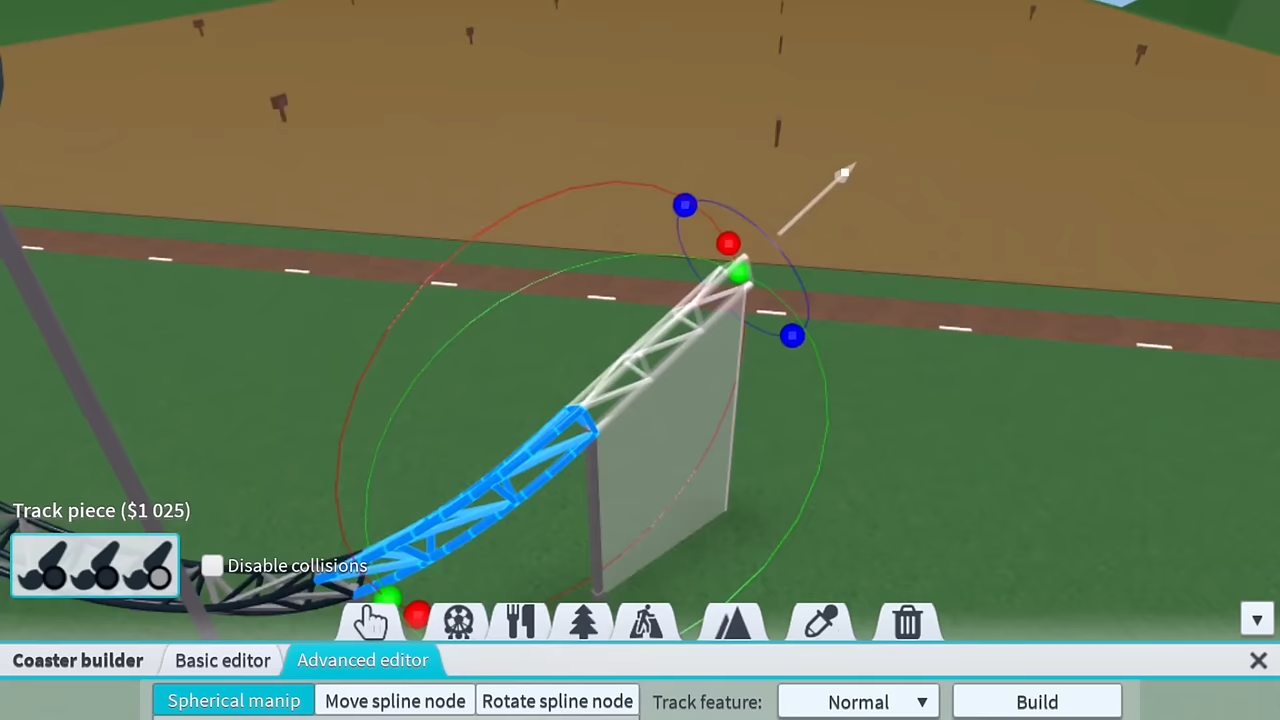 Track piece ($1 025)
Disable collisions
Coaster builder
Basic editor
Advanced editor
Spherical manip
Move spline node
Rotate spline node
Track feature:
Normal
Build